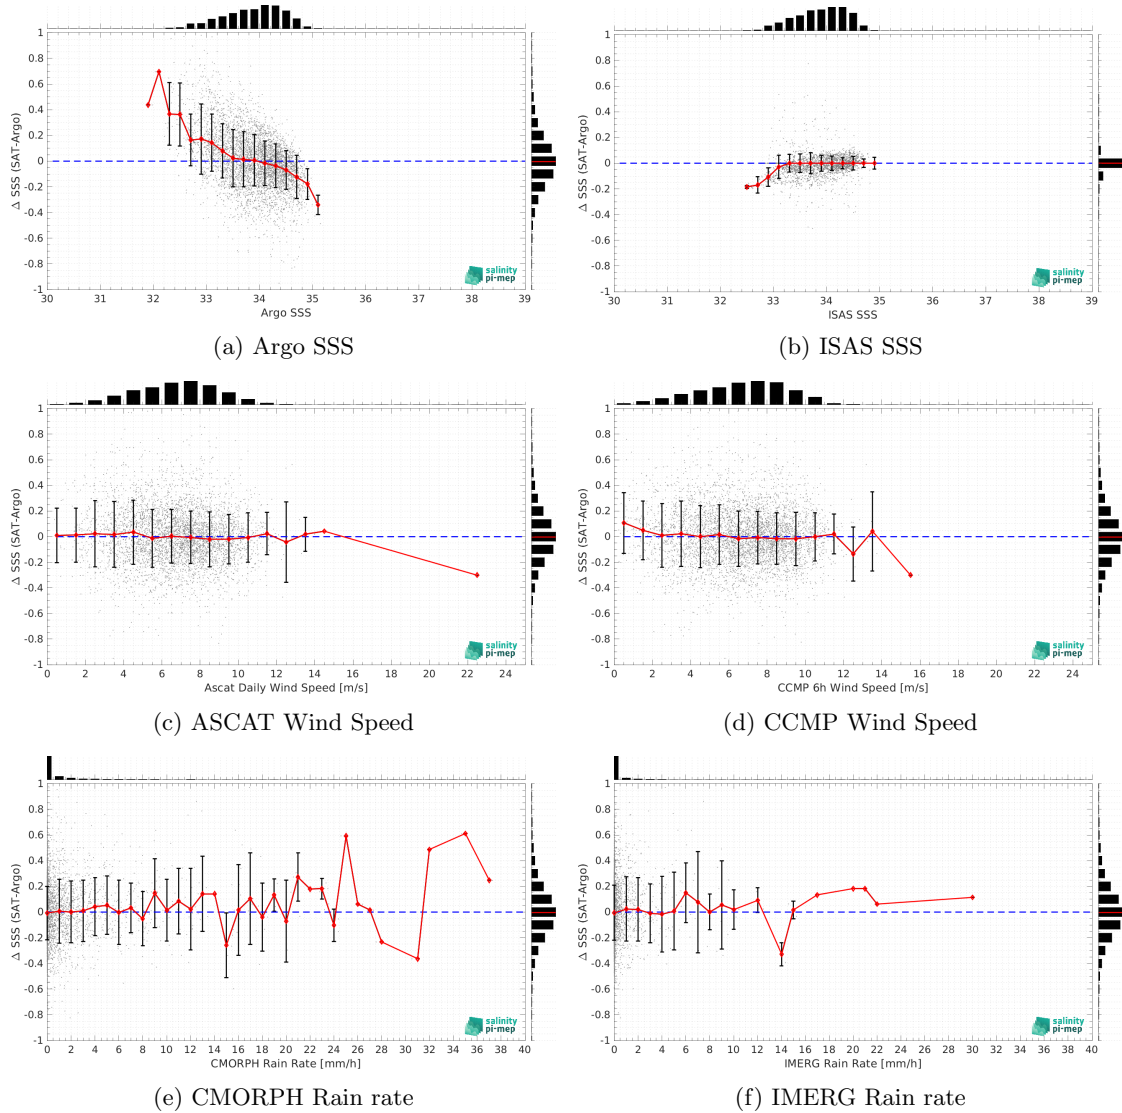 1
0.8
0.6
0.4
0.2
0
-0.2
-0.4
-0.6
-0.8
-1
Δ SSS (SAT-Argo)
30 31 32 33 34 35 36 37 38 39
Argo SSS
salinity
pi-mep
(a) Argo SSS
1
0.8
0.6
0.4
0.2
0
-0.2
-0.4
-0.6
-0.8
-1
Δ SSS (SAT-Argo)
30 31 32 33 34 35 36 37 38 39
ISAS SSS
salinity
pi-mep
(b) ISAS SSS
1
0.8
0.6
0.4
0.2
0
-0.2
-0.4
-0.6
-0.8
-1
Δ SSS (SAT-Argo)
0 2 4 6 8 10 12 14 16 18 20 22 24
Ascat Daily Wind Speed [m/s]
salinity
pi-mep
(c) ASCAT Wind Speed
1
0.8
0.6
0.4
0.2
0
-0.2
-0.4
-0.6
-0.8
-1
Δ SSS (SAT-Argo)
0 2 4 6 8 10 12 14 16 18 20 22 24
CCMP 6h Wind Speed [m/s]
salinity
pi-mep
(d) CCMP Wind Speed
1
0.8
0.6
0.4
0.2
0
-0.2
-0.4
-0.6
-0.8
-1
Δ SSS (SAT-Argo)
0 2 4 6 8 10 12 14 16 18 20 22 24 26 28 30 32 34 36 38 40
CMORPH Rain Rate [mm/h]
salinity
pi-mep
(e) CMORPH Rain rate
1
0.8
0.6
0.4
0.2
0
-0.2
-0.4
-0.6
-0.8
-1
Δ SSS (SAT-Argo)
0 2 4 6 8 10 12 14 16 18 20 22 24 26 28 30 32 34 36 38 40
IMERG Rain Rate [mm/h]
salinity
pi-mep
(f) IMERG Rain rate